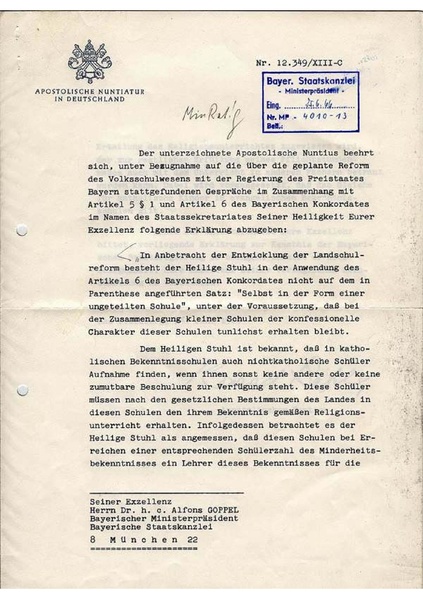 APOSTOLISCHE NUNTIATUR
IN DEUTSCHLAND
Nr. 12.349/XIII-C
Bayer. Staatskanzlei
- Ministerpräsident -
Eing.
Nr. MP - 4010-13
Beil.:
Der unterzeichnete Apostolische Nuntius beehrt
sich, unter Bezugnahme auf die über die geplante Reform
des Volksschulwesens mit der Regierung des Freistaates
Bayern stattgefundenen Gespräche im Zusammenhang mit
Artikel 5 § 1 und Artikel 6 des Bayerischen Konkordates
im Namen des Staatssekretariates Seiner Heiligkeit Eurer
Exzellenz folgende Erklärung abzugeben:
"In Anbetracht der Entwicklung der Landschul-
reform besteht der Heilige Stuhl in der Anwendung des
Artikels 6 des Bayerischen Konkordates nicht auf dem in
Parenthese angeführten Satz: "Selbst in der Form einer
ungeteilten Schule", unter der Voraussetzung, daß bei
der Zusammenlegung kleiner Schulen der konfessionelle
Charakter dieser Schulen tunlichst erhalten bleibt.
Dem Heiligen Stuhl ist bekannt, daß in katho-
lischen Bekenntnisschulen auch nichtkatholische Schüler
Aufnahme finden, wenn ihnen sonst keine andere oder keine
zumutbare Beschulung zur Verfügung steht. Diese Schüler
müssen nach den gesetzlichen Bestimmungen des Landes in
diesen Schulen den ihrem Bekenntnis gemäßen Religions-
unterricht erhalten. Infolgedessen betrachtet es der
Heilige Stuhl als angemessen, daß diesen Schulen bei Er-
reichen einer entsprechenden Schülerzahl des Minderheits-
bekenntnisses ein Lehrer dieses Bekenntnisses für die
Seiner Exzellenz
Herrn Dr. h. c. Alfons GOPPEL
Bayerischer Ministerpräsident
Bayerische Staatskanzlei
8 München 22